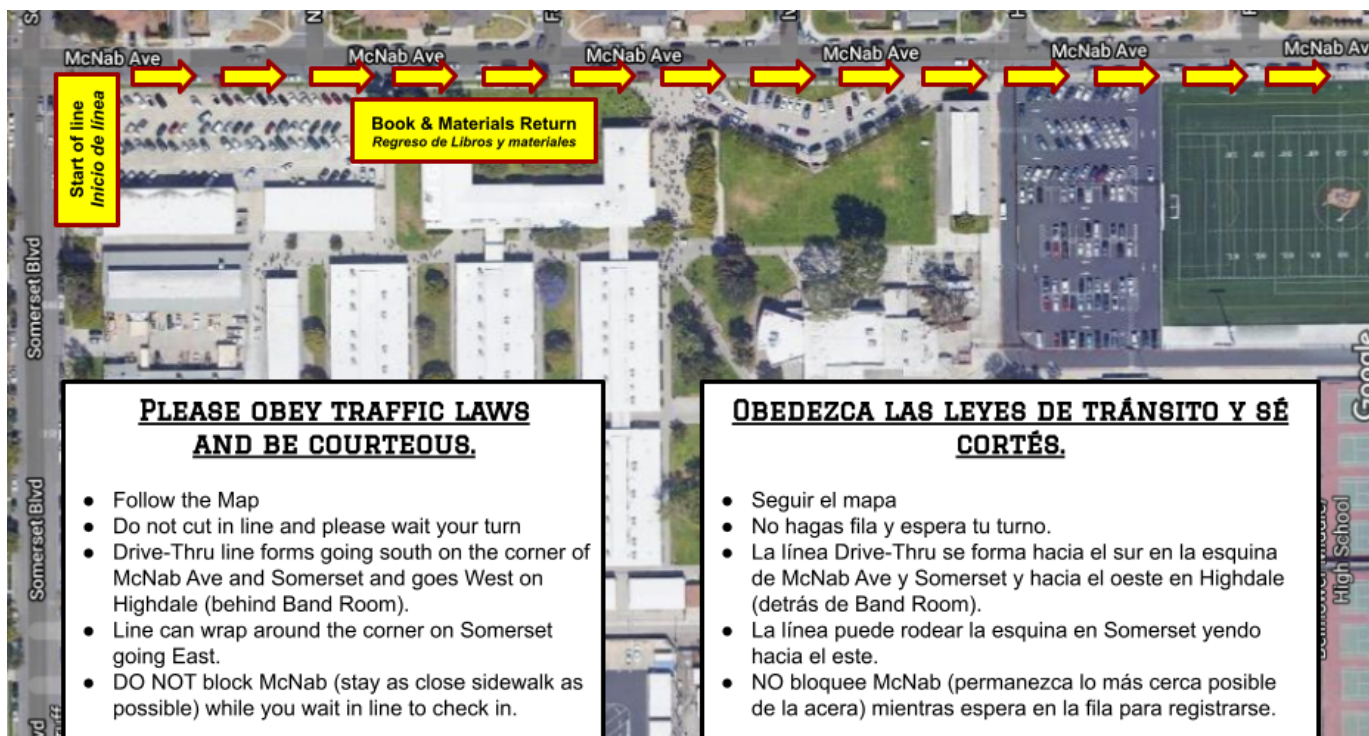 McNab Ave
McNab Ave
McNab Ave
McNab Ave
McNab Ave
McNab Av
Start of line
Inicio de línea
Book & Materials Return
Regreso de Libros y materiales
Somerset Blvd
Somerset Blvd
Google
High School
PLEASE OBEY TRAFFIC LAWS
AND BE COURTEOUS.
● Follow the Map
● Do not cut in line and please wait your turn
● Drive-Thru line forms going south on the corner of
McNab Ave and Somerset and goes West on
Highdale (behind Band Room).
● Line can wrap around the corner on Somerset
going East.
● DO NOT block McNab (stay as close sidewalk as
possible) while you wait in line to check in.
OBEDEZCA LAS LEYES DE TRÁNSITO Y SÉ
CORTÉS.
● Seguir el mapa
● No hagas fila y espera tu turno.
● La línea Drive-Thru se forma hacia el sur en la esquina
de McNab Ave y Somerset y hacia el oeste en Highdale
(detrás de Band Room).
● La línea puede rodear la esquina en Somerset yendo
hacia el este.
● NO bloquee McNab (permanezca lo más cerca posible
de la acera) mientras espera en la fila para registrarse.